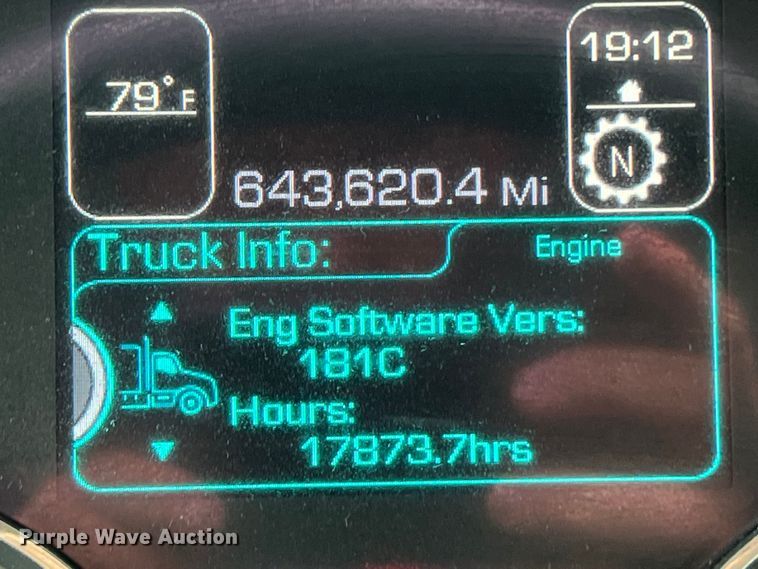 79°F
19:12
N
643,620.4 Mi
Truck Info:
Engine
Eng Software Vers:
181C
Hours:
17873.7hrs
Purple Wave Auction